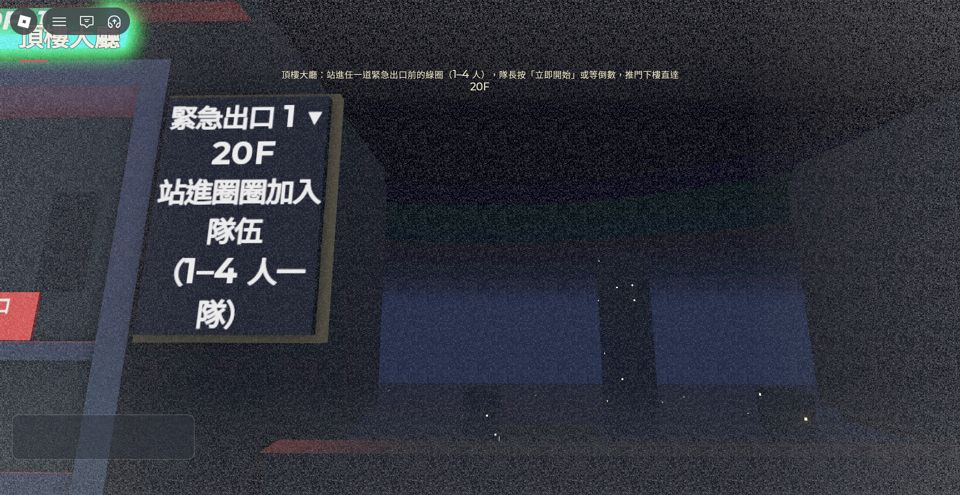 頂樓大廳
頂樓大廳：站進任一道緊急出口前的綠圈（1–4 人），隊長按「立即開始」或等倒數，推門下樓直達
20F
緊急出口 1 ▼
20F
站進圈圈加入
隊伍
（1–4 人一
隊）
口